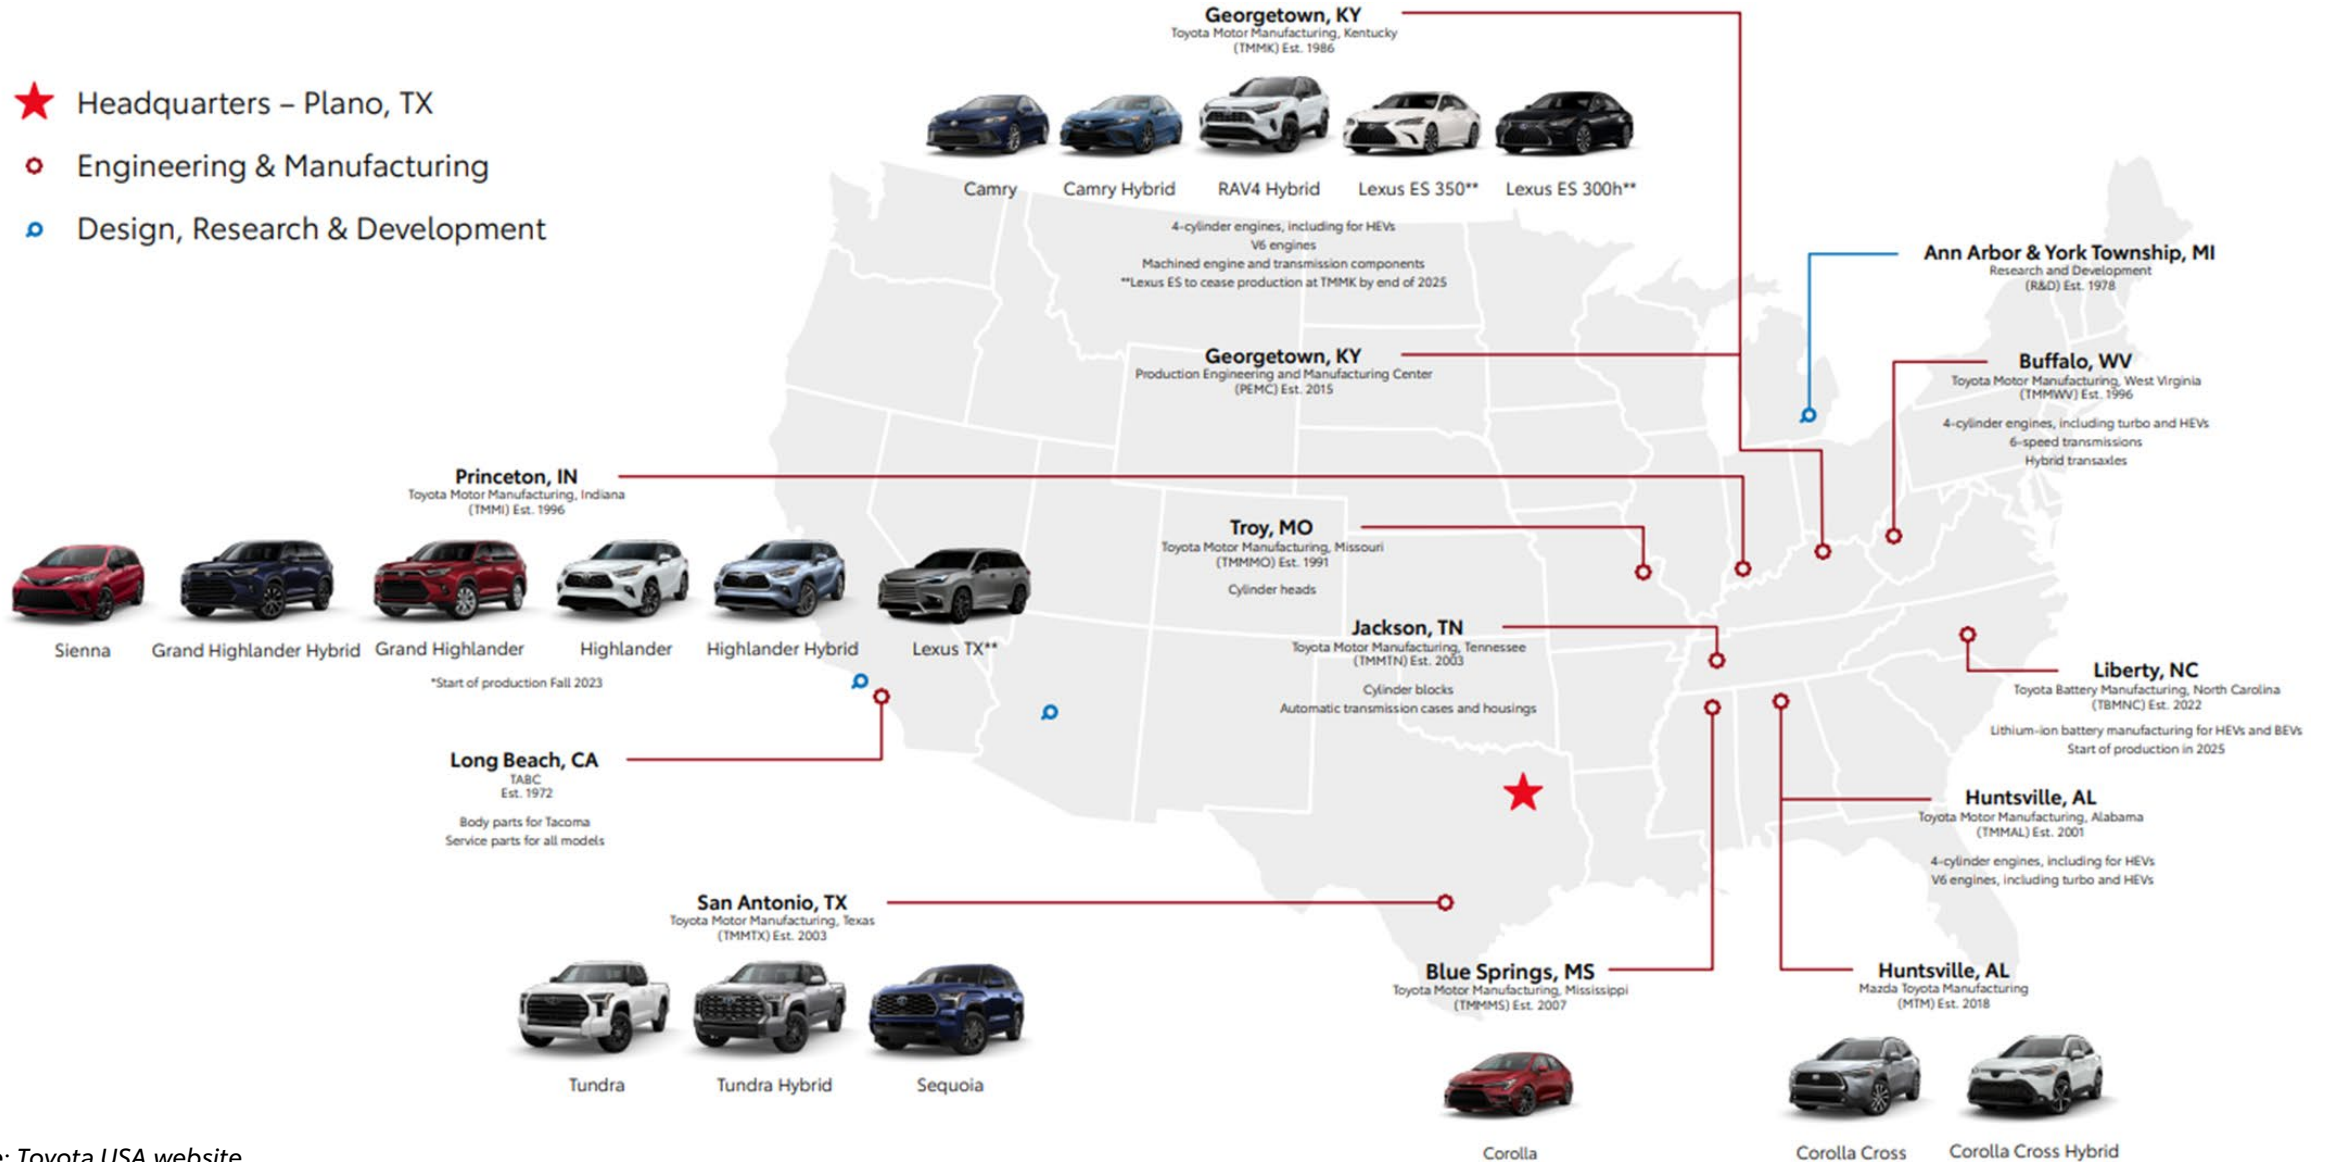 Headquarters – Plano, TX
Engineering & Manufacturing
Design, Research & Development
Georgetown, KY
Toyota Motor Manufacturing, Kentucky
(TMMK) Est. 1986
Camry
Camry Hybrid
RAV4 Hybrid
Lexus ES 350**
Lexus ES 300h**
4-cylinder engines, including for HEVs
V6 engines
Machined engine and transmission components
**Lexus ES to cease production at TMMK by end of 2025
Georgetown, KY
Production Engineering and Manufacturing Center
(PEMC) Est. 2015
Ann Arbor & York Township, MI
Research and Development
(R&D) Est. 1978
Buffalo, WV
Toyota Motor Manufacturing, West Virginia
(TMMWV) Est. 1996
4-cylinder engines, including turbo and HEVs
6-speed transmissions
Hybrid transaxles
Princeton, IN
Toyota Motor Manufacturing, Indiana
(TMMI) Est. 1996
Sienna
Grand Highlander Hybrid
Grand Highlander
Highlander
Highlander Hybrid
Lexus TX**
*Start of production Fall 2023
Troy, MO
Toyota Motor Manufacturing, Missouri
(TMMMO) Est. 1991
Cylinder heads
Jackson, TN
Toyota Motor Manufacturing, Tennessee
(TMMTN) Est. 2003
Cylinder blocks
Automatic transmission cases and housings
Liberty, NC
Toyota Battery Manufacturing, North Carolina
(TBMNC) Est. 2022
Lithium-ion battery manufacturing for HEVs and BEVs
Start of production in 2025
Long Beach, CA
TABC
Est. 1972
Body parts for Tacoma
Service parts for all models
Huntsville, AL
Toyota Motor Manufacturing, Alabama
(TMMAL) Est. 2001
4-cylinder engines, including for HEVs
V6 engines, including turbo and HEVs
San Antonio, TX
Toyota Motor Manufacturing, Texas
(TMMTX) Est. 2003
Tundra
Tundra Hybrid
Sequoia
Blue Springs, MS
Toyota Motor Manufacturing, Mississippi
(TMMMS) Est. 2007
Corolla
Huntsville, AL
Mazda Toyota Manufacturing
(MTM) Est. 2018
Corolla Cross
Corolla Cross Hybrid
: Toyota USA website